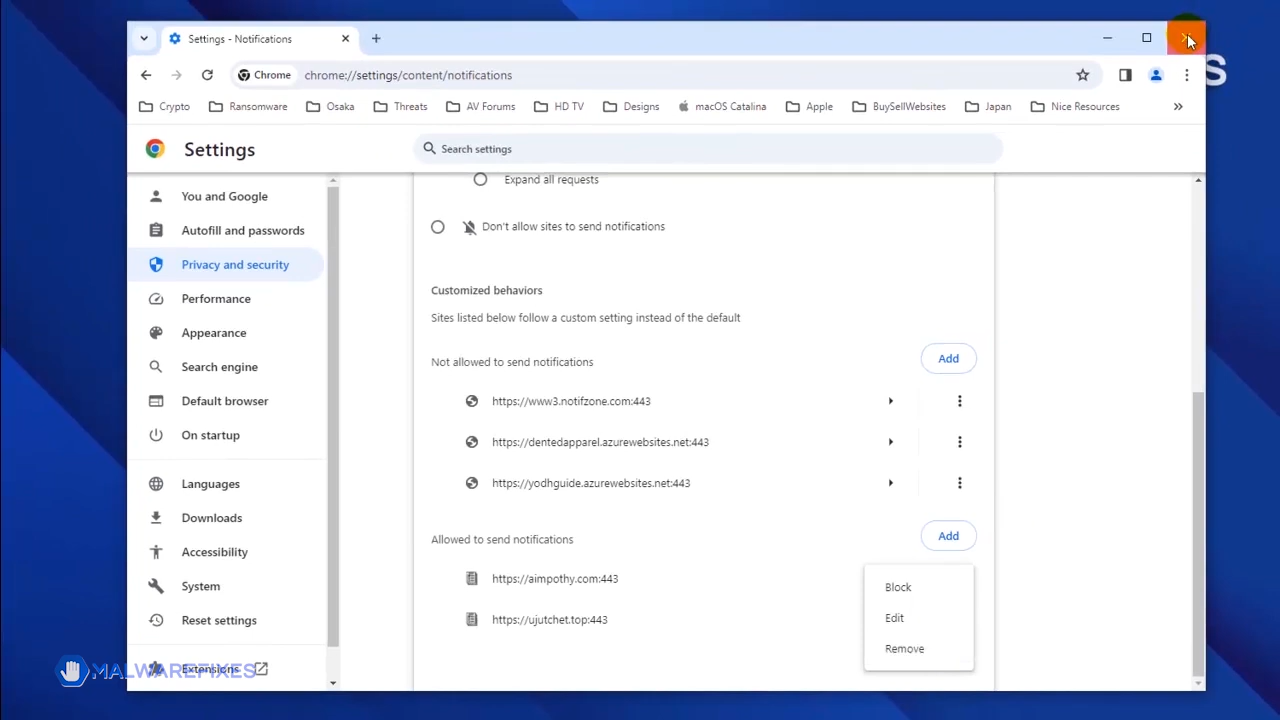 Settings - Notifications
Chrome
chrome://settings/content/notifications
Crypto
Ransomware
Osaka
Threats
AV Forums
HD TV
Designs
macOS Catalina
Apple
BuySellWebsites
Japan
Nice Resources
S
Settings
Search settings
You and Google
Autofill and passwords
Privacy and security
Performance
Appearance
Search engine
Default browser
On startup
Languages
Downloads
Accessibility
System
Reset settings
Extensions
MALWAREFIXES
Expand all requests
Don't allow sites to send notifications
Customized behaviors
Sites listed below follow a custom setting instead of the default
Not allowed to send notifications
Add
https://www3.notifzone.com:443
https://dentedapparel.azurewebsites.net:443
https://yodhguide.azurewebsites.net:443
Allowed to send notifications
Add
https://aimpothy.com:443
https://ujutchet.top:443
Block
Edit
Remove